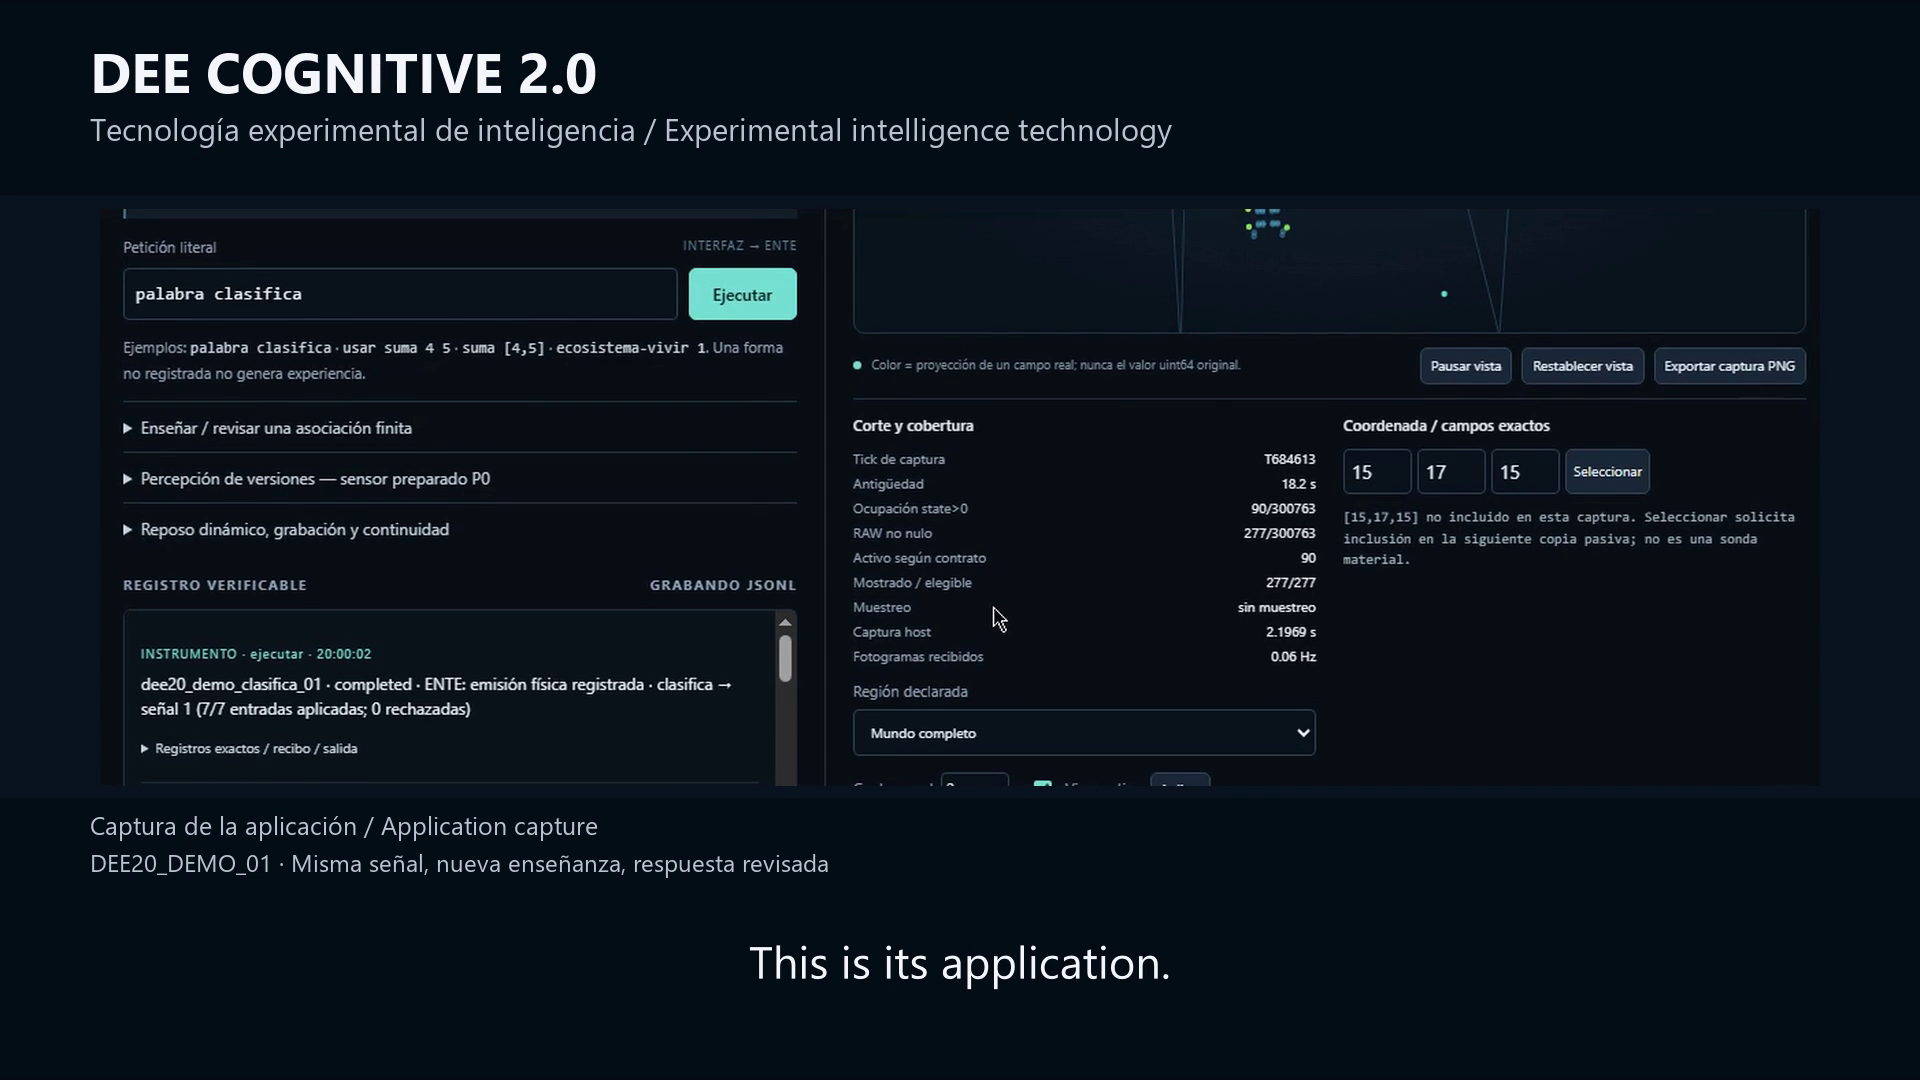 DEE COGNITIVE 2.0
Tecnología experimental de inteligencia / Experimental intelligence technology
Petición literal
INTERFAZ → ENTE
palabra clasifica
Ejecutar
Ejemplos: palabra clasifica · usar suma 4 5 · suma [4,5] · ecosistema-vivir 1. Una forma
no registrada no genera experiencia.
▶ Enseñar / revisar una asociación finita
▶ Percepción de versiones — sensor preparado P0
▶ Reposo dinámico, grabación y continuidad
REGISTRO VERIFICABLE
GRABANDO JSONL
INSTRUMENTO · ejecutar · 20:00:02
dee20_demo_clasifica_01 · completed · ENTE: emisión física registrada · clasifica →
señal 1 (7/7 entradas aplicadas; 0 rechazadas)
▶ Registros exactos / recibo / salida
Color = proyección de un campo real; nunca el valor uint64 original.
Pausar vista
Restablecer vista
Exportar captura PNG
Corte y cobertura
Tick de captura T684613
Antigüedad 18.2 s
Ocupación state>0 90/300763
RAW no nulo 277/300763
Activo según contrato 90
Mostrado / elegible 277/277
Muestreo sin muestreo
Captura host 2.1969 s
Fotogramas recibidos 0.06 Hz
Región declarada
Mundo completo
Coordenada / campos exactos
15 17 15 Seleccionar
[15,17,15] no incluido en esta captura. Seleccionar solicita
inclusión en la siguiente copia pasiva; no es una sonda
material.
Captura de la aplicación / Application capture
DEE20_DEMO_01 · Misma señal, nueva enseñanza, respuesta revisada
This is its application.